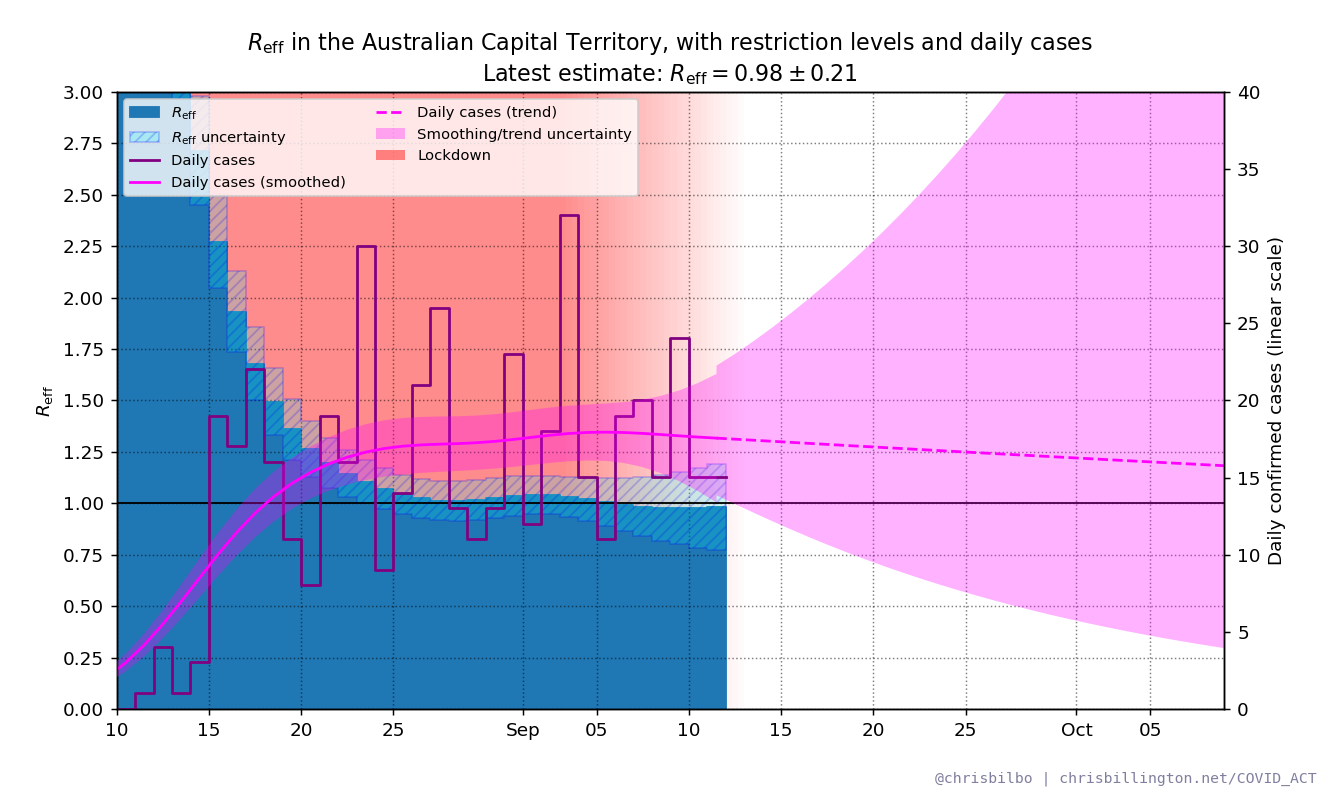 R_eff in the Australian Capital Territory, with restriction levels and daily cases
Latest estimate: R_eff = 0.98 ± 0.21
R_eff
R_eff uncertainty
Daily cases
Daily cases (smoothed)
Daily cases (trend)
Smoothing/trend uncertainty
Lockdown
R_eff
3.00
2.75
2.50
2.25
2.00
1.75
1.50
1.25
1.00
0.75
0.50
0.25
0.00
40
35
30
25
20
15
10
5
0
Daily confirmed cases (linear scale)
10 15 20 25 Sep 05 10 15 20 25 Oct 05
@chrisbilbo | chrisbillington.net/COVID_ACT